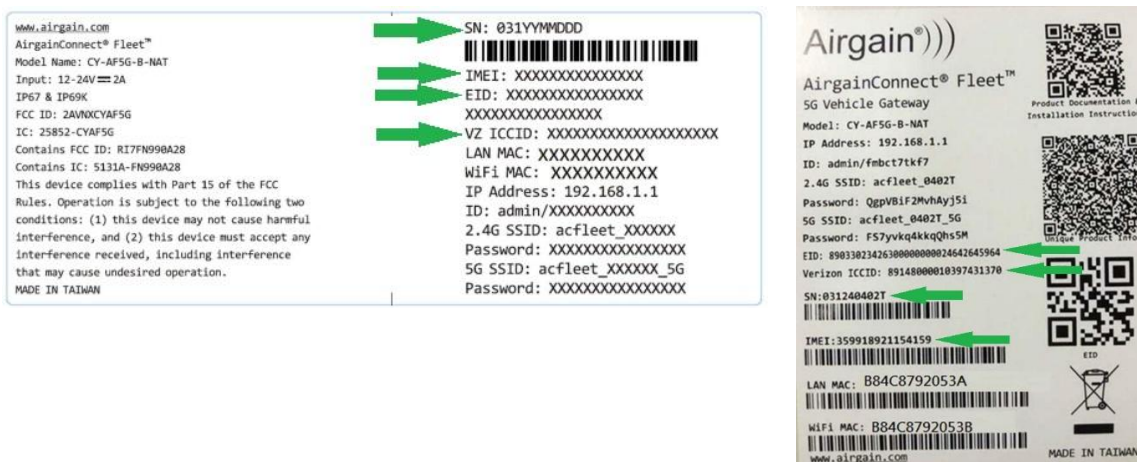 www.airgain.com
AirgainConnect® Fleet™
Model Name: CY-AF5G-B-NAT
Input: 12-24V⎓2A
IP67 & IP69K
FCC ID: 2AVNXCYAF5G
IC: 25852-CYAF5G
Contains FCC ID: RI7FN990A28
Contains IC: 5131A-FN990A28
This device complies with Part 15 of the FCC
Rules. Operation is subject to the following two
conditions: (1) this device may not cause harmful
interference, and (2) this device must accept any
interference received, including interference
that may cause undesired operation.
MADE IN TAIWAN
SN: 031YYMMDDD
IMEI: XXXXXXXXXXXXXXX
EID: XXXXXXXXXXXXXXXX
XXXXXXXXXXXXXXXX
VZ ICCID: XXXXXXXXXXXXXXXXXXXX
LAN MAC: XXXXXXXXXX
WiFi MAC: XXXXXXXXXX
IP Address: 192.168.1.1
ID: admin/XXXXXXXXXX
2.4G SSID: acfleet_XXXXXX
Password: XXXXXXXXXXXXXXXX
5G SSID: acfleet_XXXXXX_5G
Password: XXXXXXXXXXXXXXXX
Airgain®)))
AirgainConnect® Fleet™
5G Vehicle Gateway
Product Documentation
Installation Instruction
Model: CY-AF5G-B-NAT
IP Address: 192.168.1.1
ID: admin/fmbct7tkf7
2.4G SSID: acfleet_0402T
Password: QgpVBiF2MvhAyj5i
5G SSID: acfleet_0402T_5G
Password: FS7yvkq4kkqQhs5M
Unique Product Info
EID: 89033023426300000000024642645964
Verizon ICCID: 89148000010397431370
SN:031240402T
IMEI:359918921154159
EID
LAN MAC: B84C8792053A
WiFi MAC: B84C8792053B
www.airgain.com
MADE IN TAIWAN